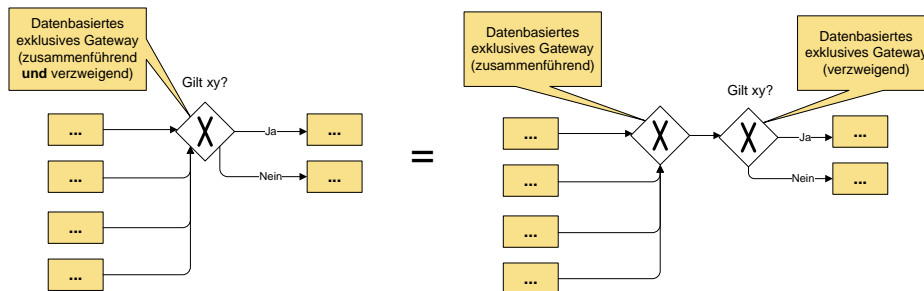 Datenbasiertes
exklusives Gateway
(zusammenführend
und verzweigend)
Gilt xy?
X
...
...
...
...
Ja
...
Nein
...
=
Datenbasiertes
exklusives Gateway
(zusammenführend)
Datenbasiertes
exklusives Gateway
(verzweigend)
Gilt xy?
X
X
...
...
...
...
Ja
...
Nein
...